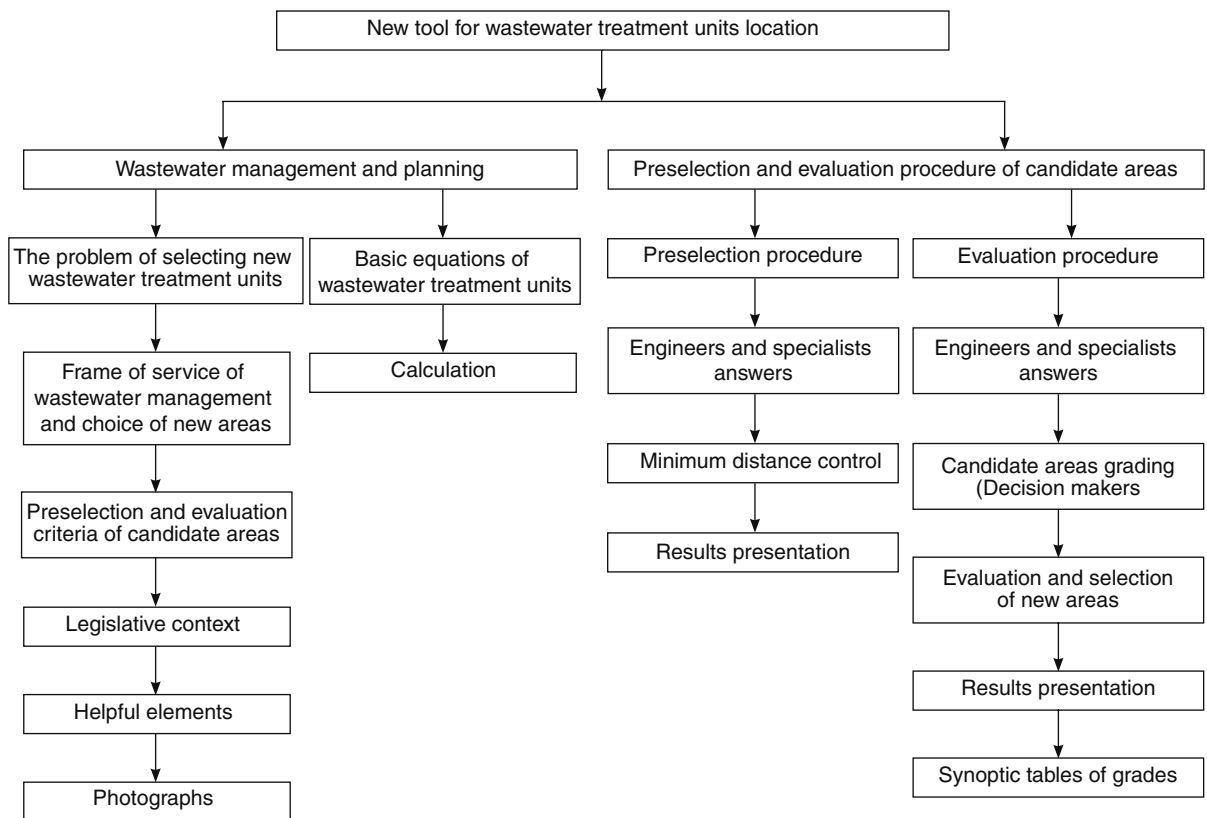 New tool for wastewater treatment units location
Wastewater management and planning
Preselection and evaluation procedure of candidate areas
The problem of selecting new
wastewater treatment units
Frame of service of
wastewater management
and choice of new areas
Preselection and evaluation
criteria of candidate areas
Legislative context
Helpful elements
Photographs
Basic equations of
wastewater treatment units
Calculation
Preselection procedure
Engineers and specialists
answers
Minimum distance control
Results presentation
Evaluation procedure
Engineers and specialists
answers
Candidate areas grading
(Decision makers
Evaluation and selection
of new areas
Results presentation
Synoptic tables of grades